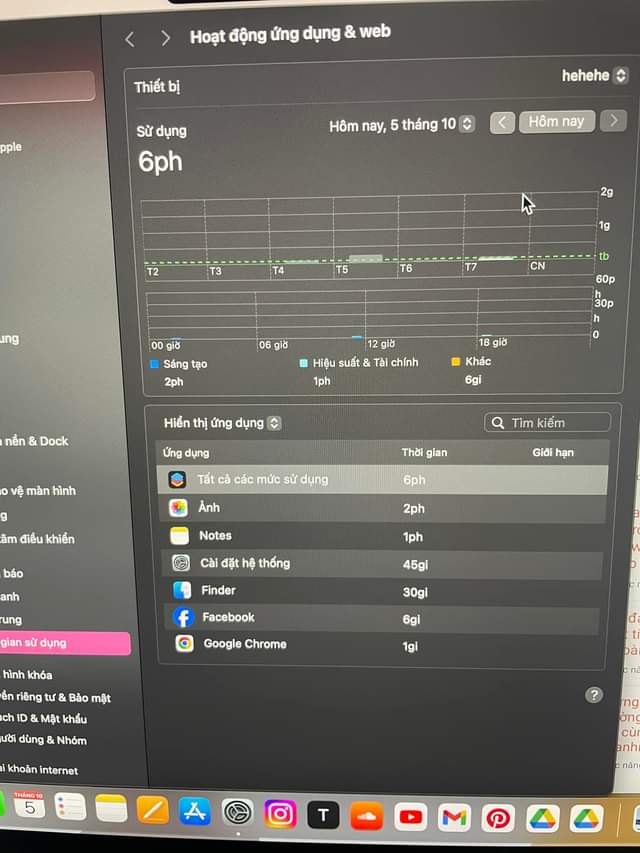 Hoạt động ứng dụng & web
Thiết bị
hehehe
Sử dụng
Hôm nay, 5 tháng 10
Hôm nay
6ph
2g
1g
tb
T2 T3 T4 T5 T6 T7 CN
60p
h
30p
h
0
00 giờ 06 giờ 12 giờ 18 giờ
Sáng tạo
Hiệu suất & Tài chính
Khác
2ph
1ph
6gi
Hiển thị ứng dụng
Tìm kiếm
Ứng dụng Thời gian Giới hạn
Tất cả các mức sử dụng 6ph
Ảnh 2ph
Notes 1ph
Cài đặt hệ thống 45gi
Finder 30gi
Facebook 6gi
Google Chrome 1gi
?
pple
ung
nền & Dock
o vệ màn hình
g
tâm điều khiển
báo
anh
rung
gian sử dụng
hình khóa
ền riêng tư & Bảo mật
ch ID & Mật khẩu
ười dùng & Nhóm
i khoản internet
THÁNG 10
5
T